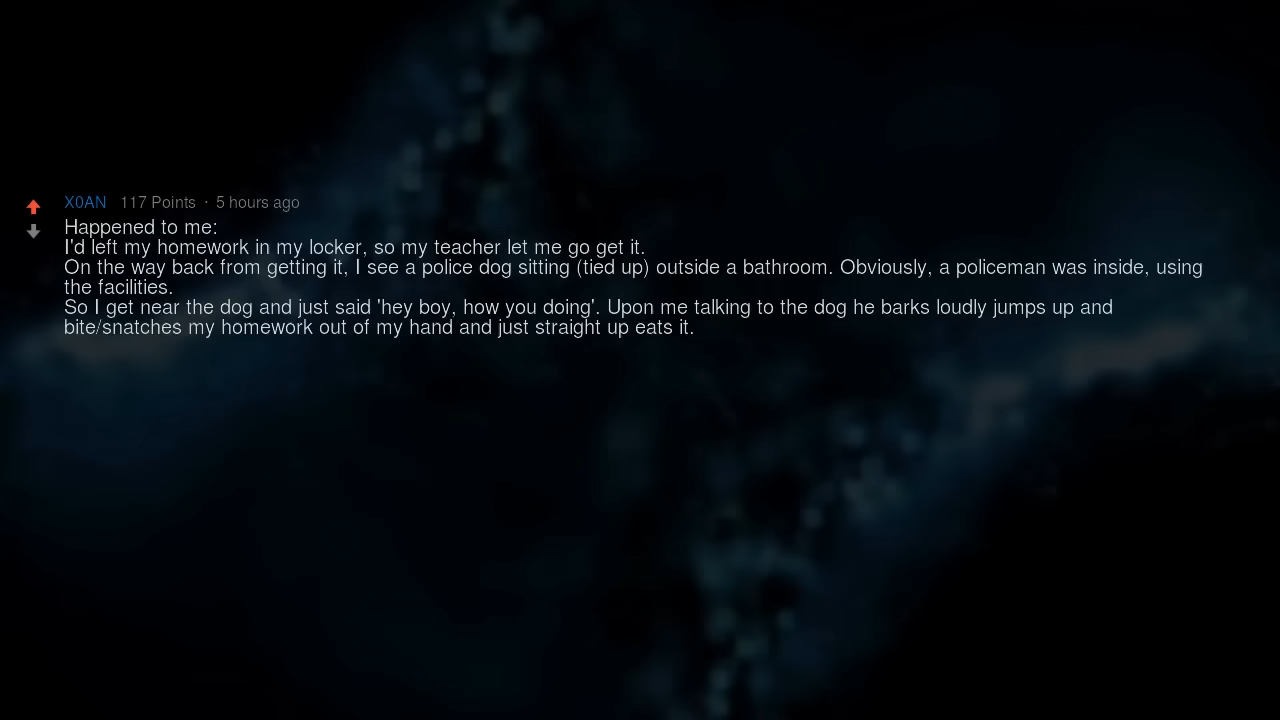 X0AN 117 Points · 5 hours ago
Happened to me:
I'd left my homework in my locker, so my teacher let me go get it.
On the way back from getting it, I see a police dog sitting (tied up) outside a bathroom. Obviously, a policeman was inside, using
the facilities.
So I get near the dog and just said 'hey boy, how you doing'. Upon me talking to the dog he barks loudly jumps up and
bite/snatches my homework out of my hand and just straight up eats it.